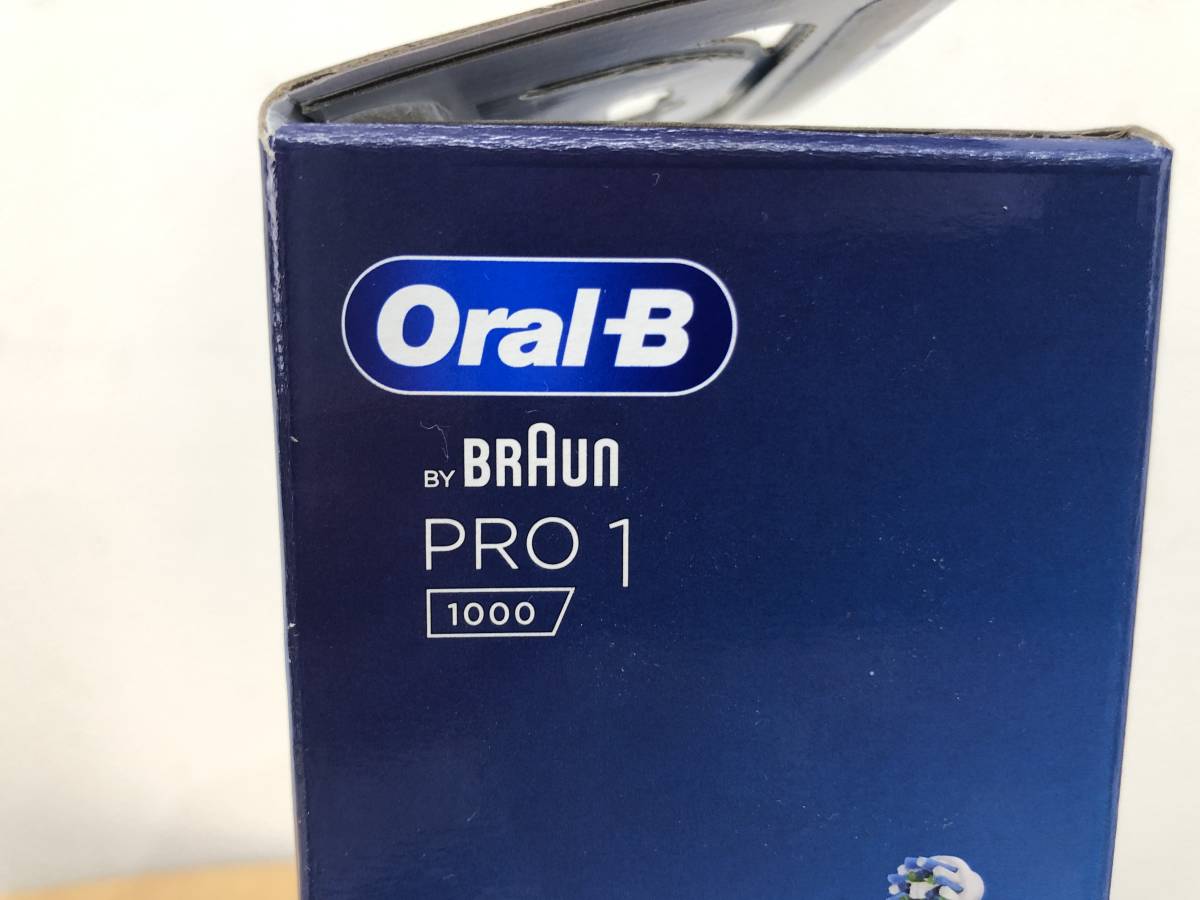 Oral-B
BY BRAUN
PRO 1
1000